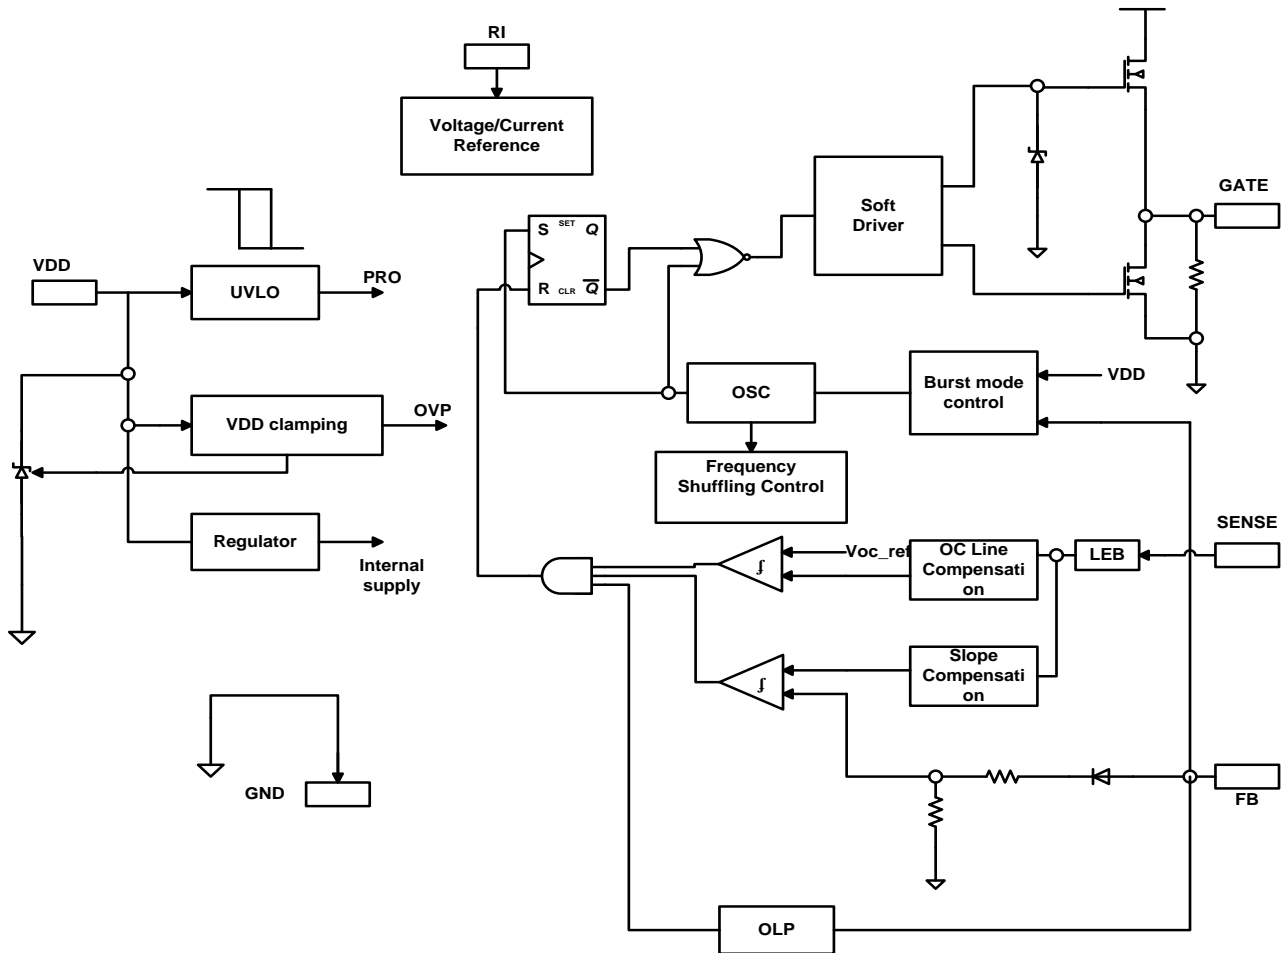 RI
Voltage/Current
Reference
VDD
UVLO
PRO
VDD clamping
OVP
Regulator
Internal
supply
GND
S
SET
Q
R
CLR
Q
Soft
Driver
GATE
OSC
Burst mode
control
VDD
Frequency
Shuffling Control
Voc_ref
OC Line
Compensati
on
LEB
SENSE
Slope
Compensati
on
FB
OLP